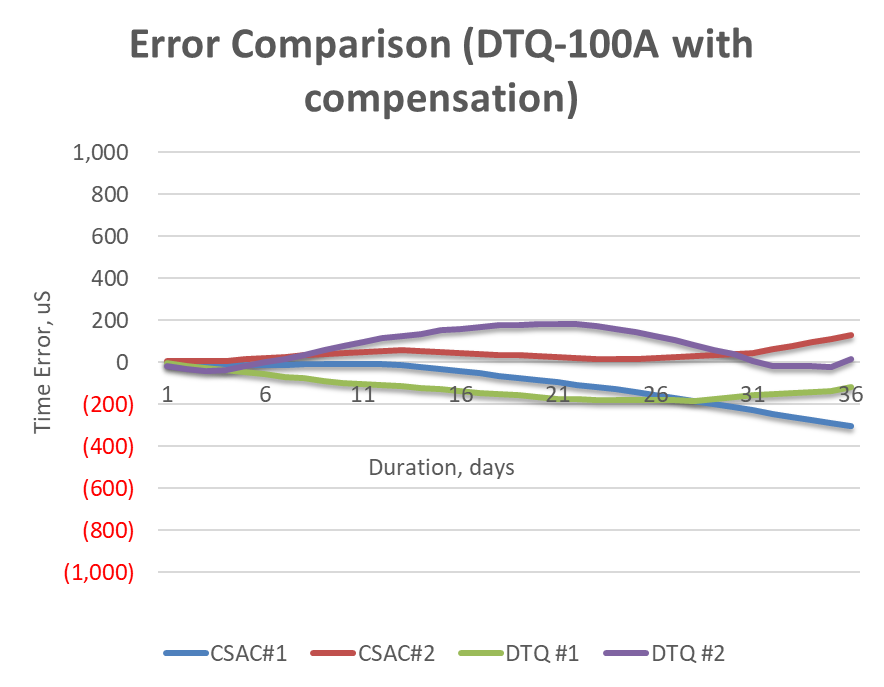 Error Comparison (DTQ-100A with
compensation)
1,000
800
600
400
200
0
(200)
(400)
(600)
(800)
(1,000)
Time Error, uS
1 6 11 16 21 26 31 36
Duration, days
CSAC#1 CSAC#2 DTQ #1 DTQ #2